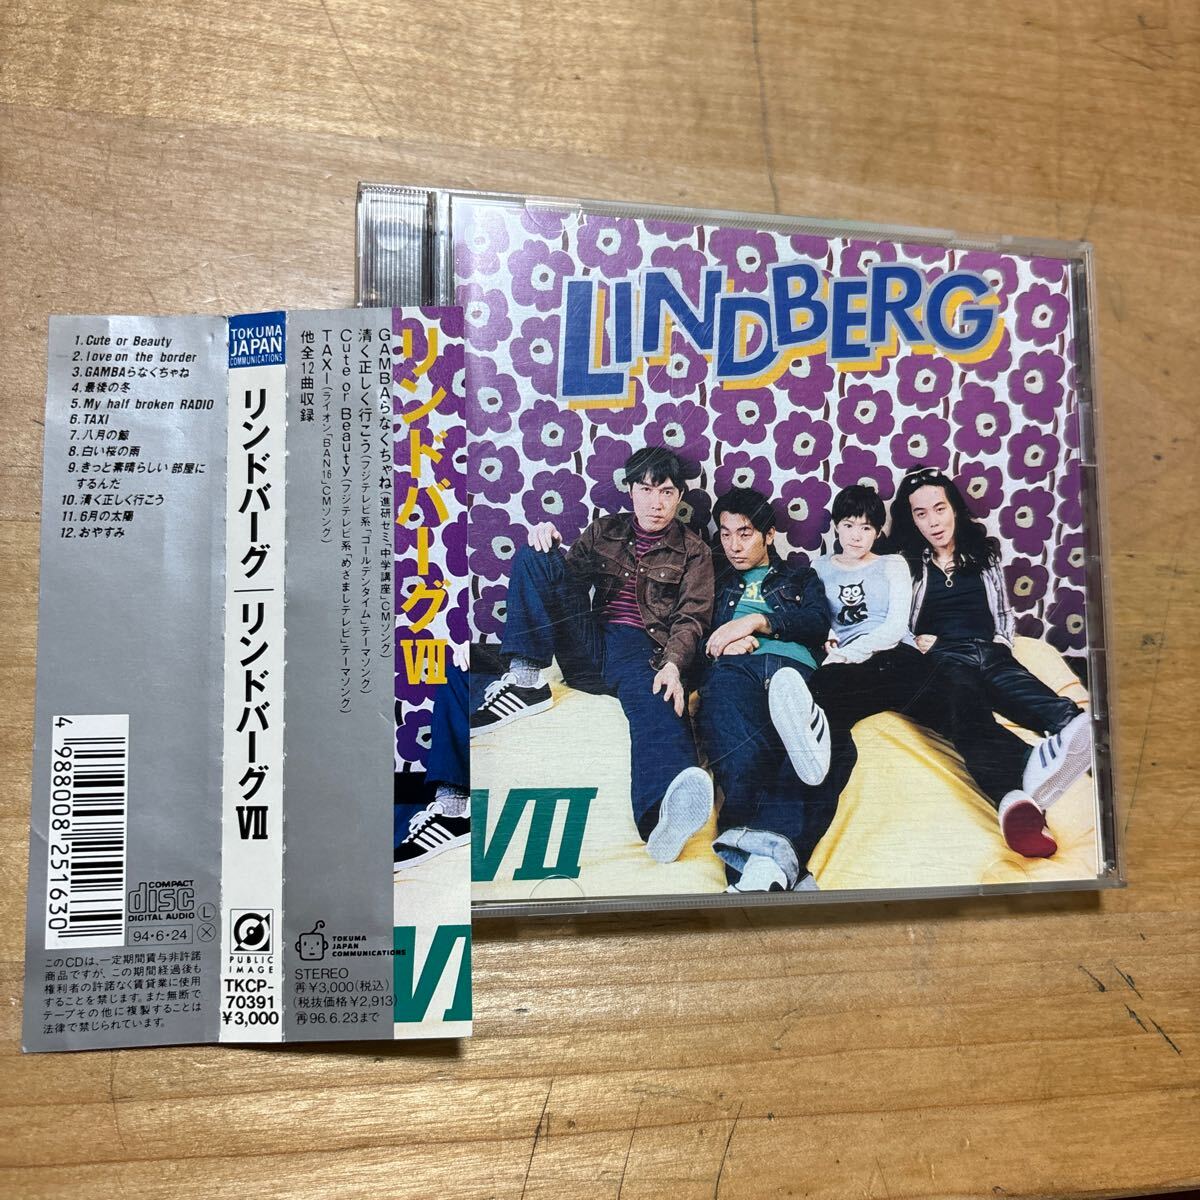 1. Cute or Beauty
2. love on the border
3. GAMBAらなくちゃね
4. 最後の冬
5. My half broken RADIO
6. TAXI
7. 八月の鯨
8. 白い桜の雨
9. きっと素晴らしい 部屋に
するんだ
10. 清く正しく行こう
11. 6月の太陽
12. おやすみ
4 988008 251630
COMPACT
disc
DIGITAL AUDIO
L
X
94・6・24
このCDは、一定期間貸与非許諾
商品ですが、この期間経過後も
権利者の許諾なく賃貸業に使用
することを禁じます。また無断で
テープその他に複製することは
法律で禁じられています。
TOKUMA
JAPAN
COMMUNICATIONS
リンドバーグ│リンドバーグVII
PUBLIC
IMAGE
TKCP-
70391
¥3,000
GAMBAらなくちゃね(進研ゼミ「中学講座」CMソング)
清く正しく行こう(フジテレビ系「ゴールデンタイム」テーマソング)
Cute or Beauty(フジテレビ系「めざましテレビ」テーマソング)
TAXI(ライオン「BAN16」CMソング)
他全12曲収録
TOKUMA
JAPAN
COMMUNICATIONS
STEREO
再¥3,000(税込)
(税抜価格¥2,913)
再96.6.23まで
リンドバーグVII
VI
LINDBERG
VII